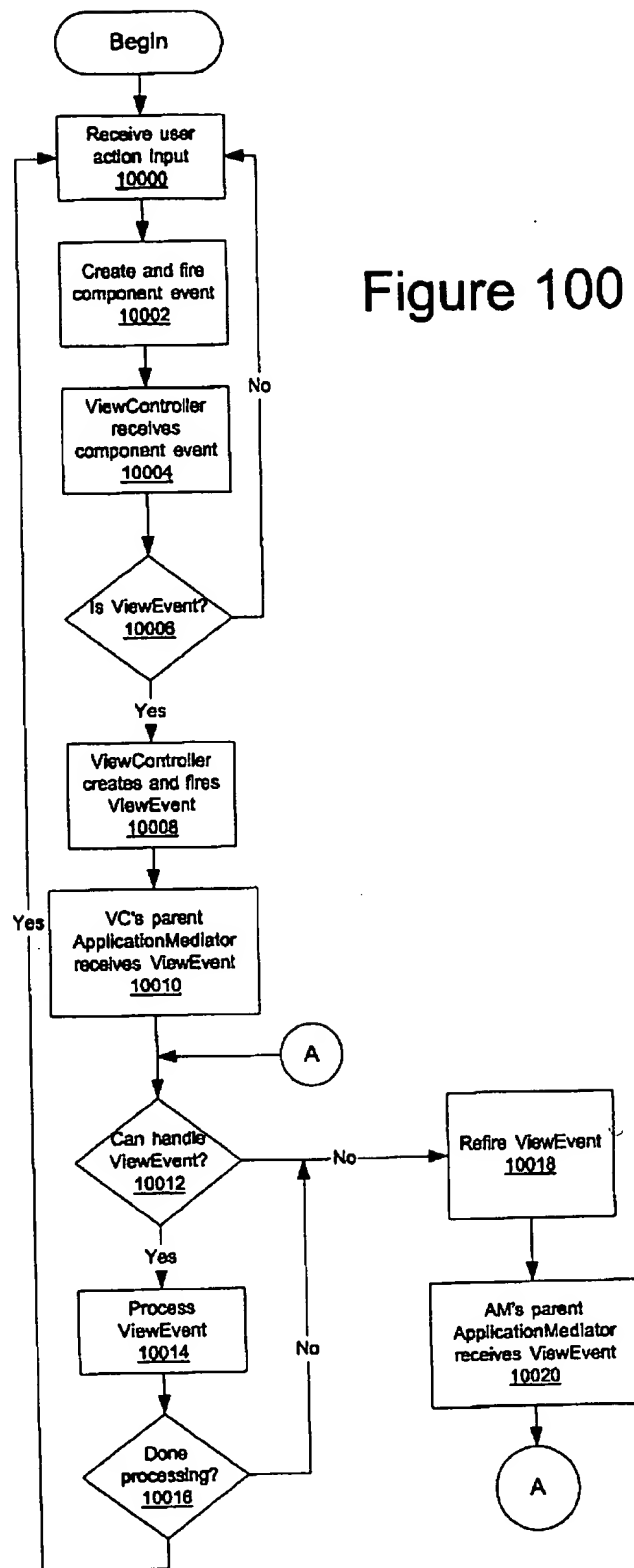 Begin
Receive user
action input
10000
Create and fire
component event
10002
Figure 100
No
ViewController
receives
component event
10004
Is ViewEvent?
10006
Yes
ViewController
creates and fires
ViewEvent
10008
Yes
VC's parent
ApplicationMediator
receives ViewEvent
10010
A
Can handle
ViewEvent?
10012
No
Refire ViewEvent
10018
Yes
Process
ViewEvent
10014
No
AM's parent
ApplicationMediator
receives ViewEvent
10020
Done
processing?
10016
A